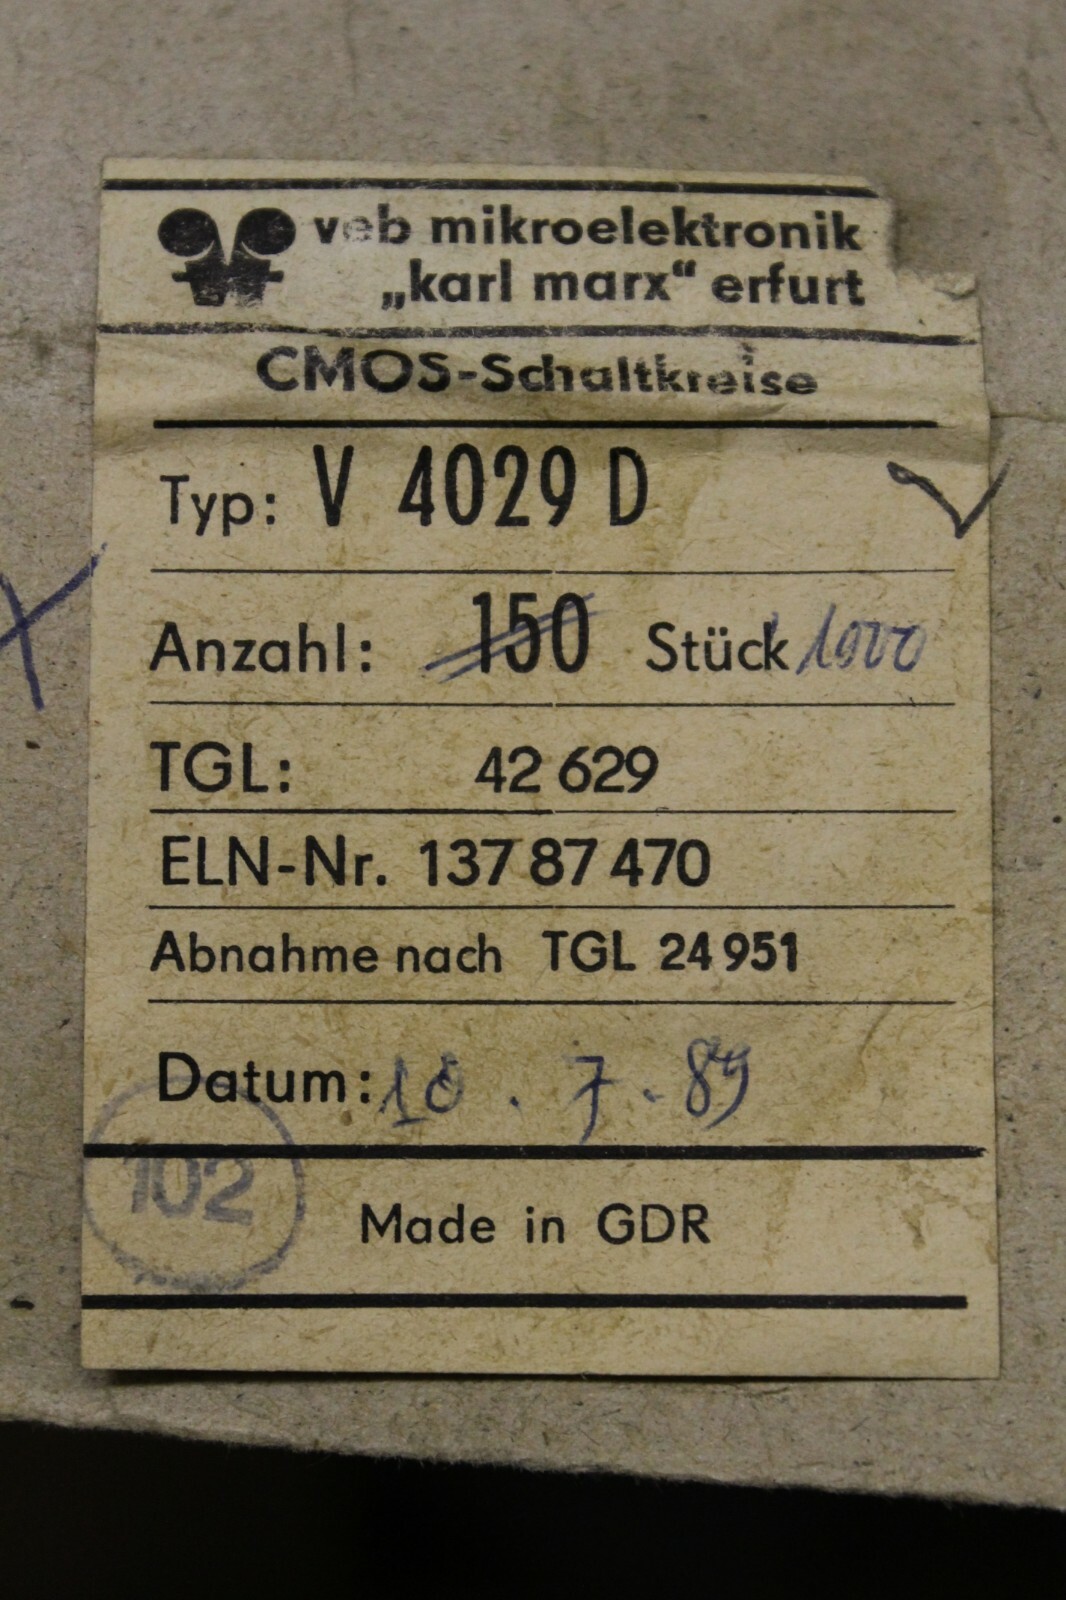 veb mikroelektronik
„karl marx“ erfurt
CMOS-Schaltkreise
Typ: V 4029 D
Anzahl: 150 Stück 1000
TGL: 42 629
ELN-Nr. 137 87 470
Abnahme nach TGL 24 951
Datum: 10.7.89
102
Made in GDR